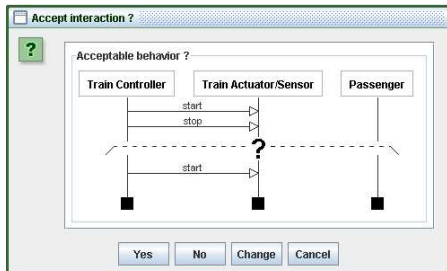 Accept interaction ?
?
Acceptable behavior ?
Train Controller Train Actuator/Sensor Passenger
start
stop
?
start
Yes No Change Cancel